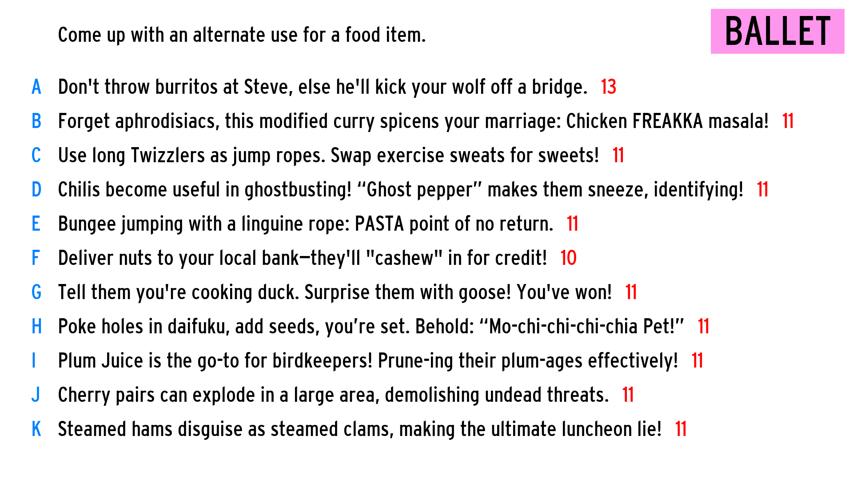 Come up with an alternate use for a food item.
BALLET
A Don't throw burritos at Steve, else he'll kick your wolf off a bridge. 13
B Forget aphrodisiacs, this modified curry spicens your marriage: Chicken FREAKKA masala! 11
C Use long Twizzlers as jump ropes. Swap exercise sweats for sweets! 11
D Chilis become useful in ghostbusting! “Ghost pepper” makes them sneeze, identifying! 11
E Bungee jumping with a linguine rope: PASTA point of no return. 11
F Deliver nuts to your local bank—they'll "cashew" in for credit! 10
G Tell them you're cooking duck. Surprise them with goose! You've won! 11
H Poke holes in daifuku, add seeds, you’re set. Behold: “Mo-chi-chi-chi-chia Pet!” 11
I Plum Juice is the go-to for birdkeepers! Prune-ing their plum-ages effectively! 11
J Cherry pairs can explode in a large area, demolishing undead threats. 11
K Steamed hams disguise as steamed clams, making the ultimate luncheon lie! 11